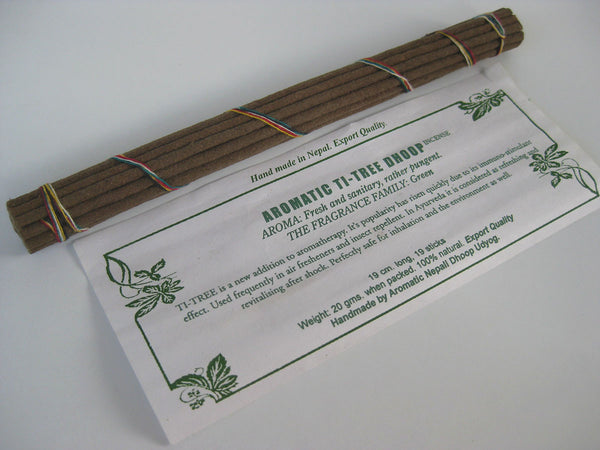 Hand made in Nepal. Export Quality.
AROMATIC TI-TREE DHOOP INCENSE
AROMA: Fresh and sanitary, rather pungent.
THE FRAGRANCE FAMILY: Green
TI-TREE is a new addition to aromatherapy. It's popularity has risen quickly due to its immuno-stimulant
effect. Used frequently in air fresheners and insect repellent. In Ayurveda it is considered as refreshing and
revitalising after shock. Perfectly safe for inhalation and the environment as well.
19 cm. long, 19 sticks
Weight: 20 gms. when packed. 100% natural. Export Quality
Handmade by Aromatic Nepali Dhoop Udyog.